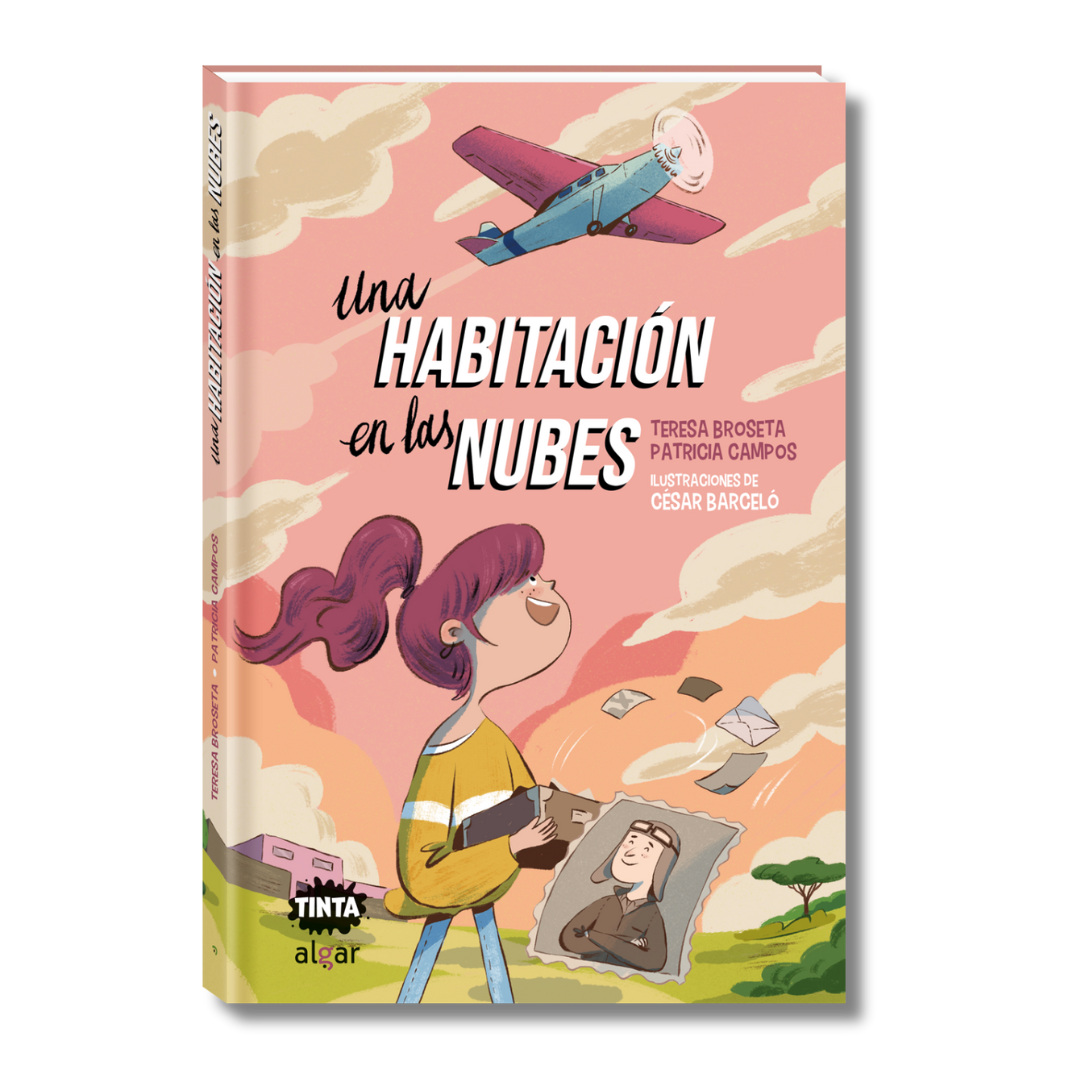 Una HABITACIÓN en las NUBES
TERESA BROSETA • PATRICIA CAMPOS
Una
HABITACIÓN
en las NUBES
TERESA BROSETA
PATRICIA CAMPOS
ILUSTRACIONES DE
CÉSAR BARCELÓ
TINTA
algar